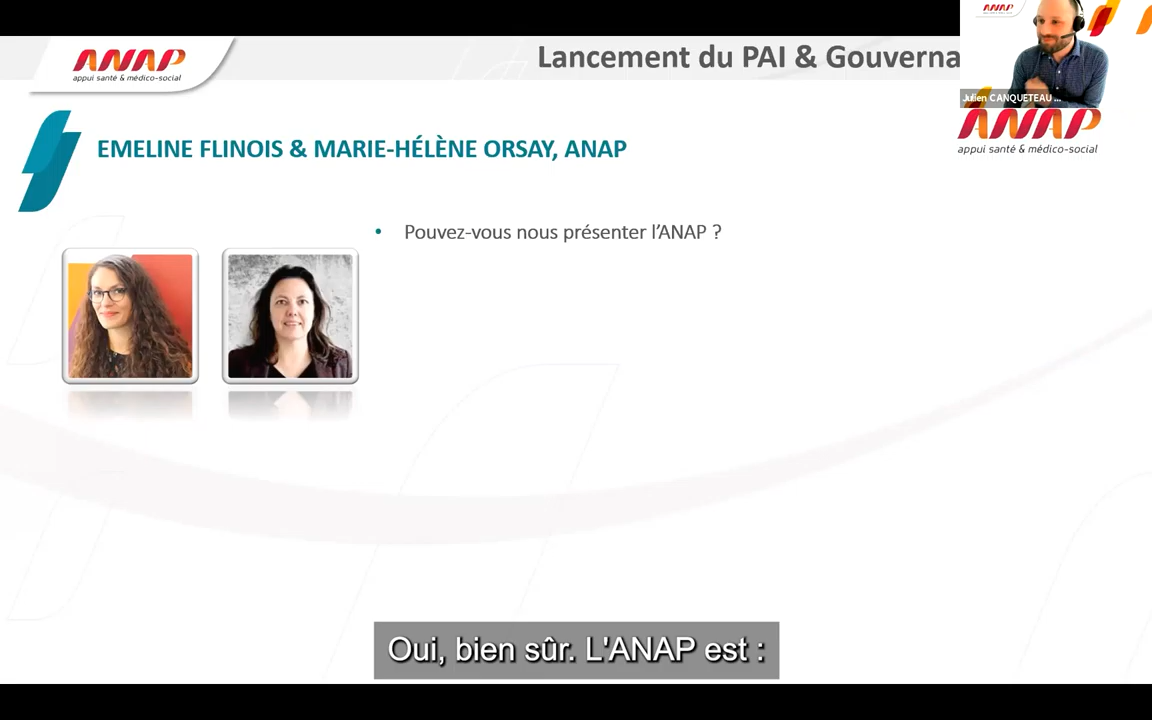 ANAP
appui santé & médico-social
Lancement du PAI & Gouverna
ANAP
Julien CANQUETEAU ...
ANAP
appui santé & médico-social
EMELINE FLINOIS & MARIE-HÉLÈNE ORSAY, ANAP
• Pouvez-vous nous présenter l'ANAP ?
Oui, bien sûr. L'ANAP est :